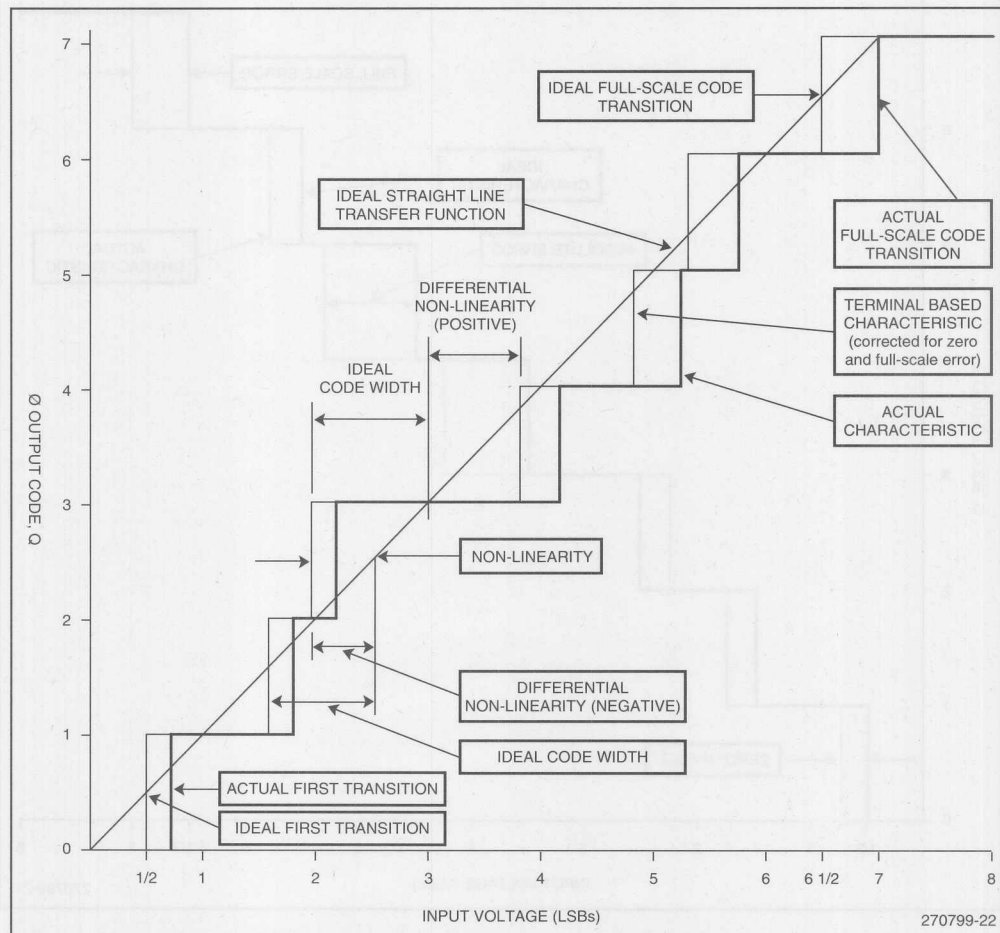 7
IDEAL FULL-SCALE CODE
TRANSITION
6
IDEAL STRAIGHT LINE
TRANSFER FUNCTION
ACTUAL
FULL-SCALE CODE
TRANSITION
5
DIFFERENTIAL
NON-LINEARITY
(POSITIVE)
TERMINAL BASED
CHARACTERISTIC
(corrected for zero
and full-scale error)
IDEAL
CODE WIDTH
4
ACTUAL
CHARACTERISTIC
Ø OUTPUT CODE, Q
3
NON-LINEARITY
2
DIFFERENTIAL
NON-LINEARITY (NEGATIVE)
1
IDEAL CODE WIDTH
ACTUAL FIRST TRANSITION
IDEAL FIRST TRANSITION
0
1/2 1 2 3 4 5 6 6 1/2 7 8
INPUT VOLTAGE (LSBs)
270799-22